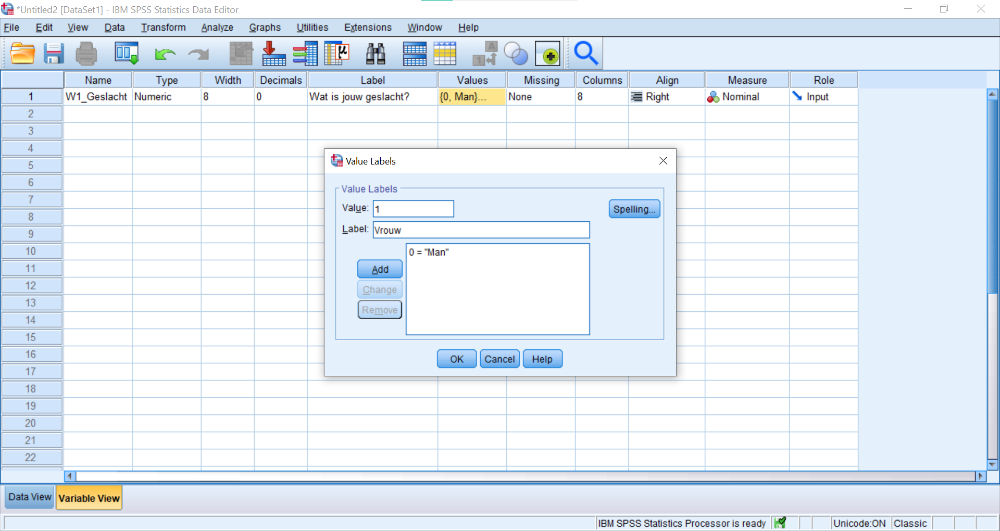 *Untitled2 [DataSet1] - IBM SPSS Statistics Data Editor
File Edit View Data Transform Analyze Graphs Utilities Extensions Window Help
Name Type Width Decimals Label Values Missing Columns Align Measure Role
1 W1_Geslacht Numeric 8 0 Wat is jouw geslacht? {0, Man}... None 8 Right Nominal Input
2
3
4
5
6
7
8
9
10
11
12
13
14
15
16
17
18
19
20
21
22
Value Labels
Value Labels
Value: 1
Spelling...
Label: Vrouw
0 = "Man"
Add
Change
Remove
OK Cancel Help
Data View Variable View
IBM SPSS Statistics Processor is ready Unicode:ON Classic